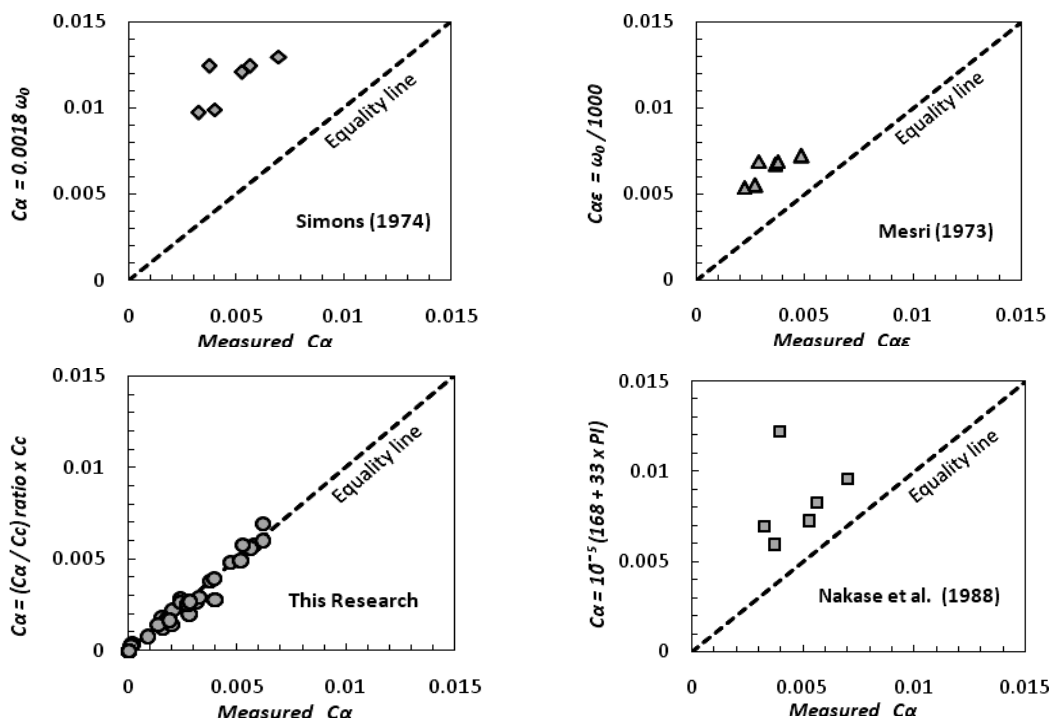 0.015
0.01
0.005
0
0
0.005
0.01
0.015
Cα = 0.0018 ω₀
Equality line
Simons (1974)
Measured Cα
0.015
0.01
0.005
0
0
0.005
0.01
0.015
Cαε = ω₀ / 1000
Equality line
Mesri (1973)
Measured Cαε
0.015
0.01
0.005
0
0
0.005
0.01
0.015
Cα = (Cα / Cc) ratio x Cc
Equality line
This Research
Measured Cα
0.015
0.01
0.005
0
0
0.005
0.01
0.015
Cα = 10⁻⁵ (168 + 33 x PI)
Equality line
Nakase et al. (1988)
Measured Cα